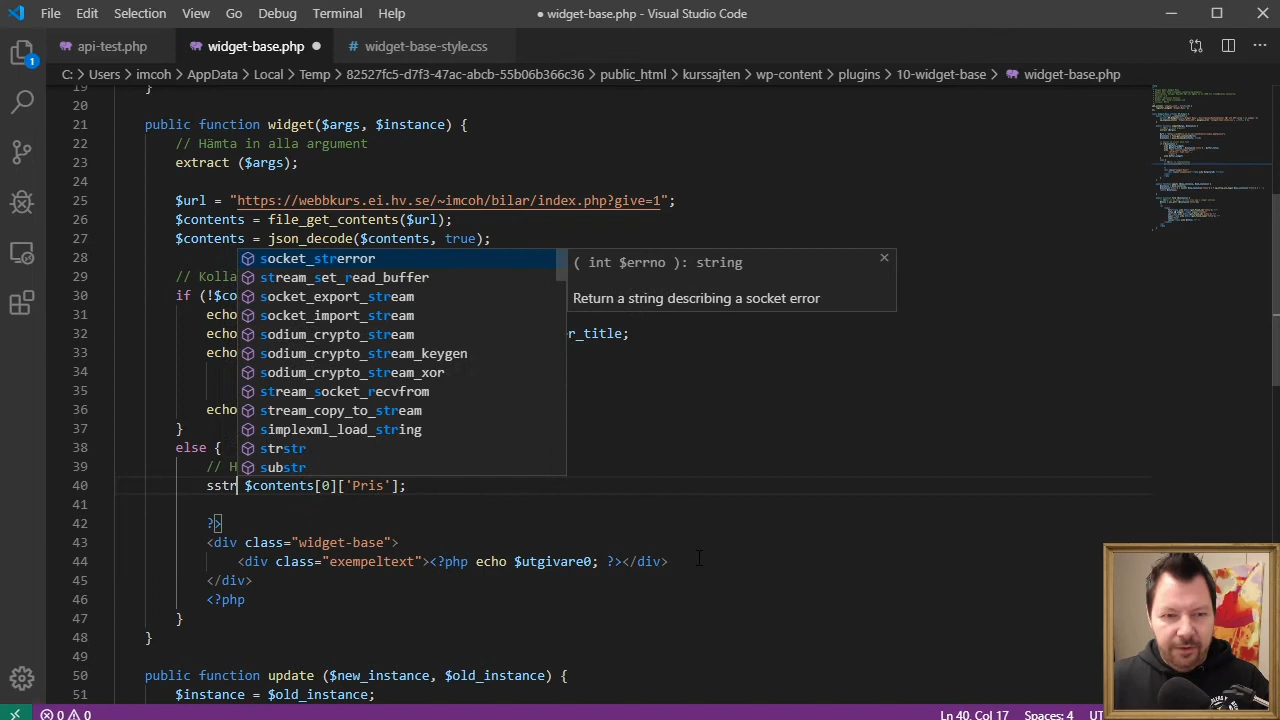 File Edit Selection View Go Debug Terminal Help
● widget-base.php - Visual Studio Code
api-test.php widget-base.php widget-base-style.css
C: > Users > imcoh > AppData > Local > Temp > 82527fc5-d7f3-47ac-abcb-55b06b366c36 > public_html > kurssajten > wp-content > plugins > 10-widget-base > widget-base.php
19 }
20
21 public function widget($args, $instance) {
22 // Hämta in alla argument
23 extract ($args);
24
25 $url = "https://webbkurs.ei.hv.se/~imcoh/bilar/index.php?give=1";
26 $contents = file_get_contents($url);
27 $contents = json_decode($contents, true);
28
29 // Kolla
30 if (!$co
31 echo
32 echo r_title;
33 echo
34
35
36 echo
37 }
38 else {
39 // H
40 sstr $contents[0]['Pris'];
42 ?>
43 <div class="widget-base">
44 <div class="exempeltext"><?php echo $utgivare0; ?></div>
45 </div>
46 <?php
47 }
48 }
49
50 public function update ($new_instance, $old_instance) {
51 $instance = $old_instance;
socket_strerror
stream_set_read_buffer
socket_export_stream
socket_import_stream
sodium_crypto_stream
sodium_crypto_stream_keygen
sodium_crypto_stream_xor
stream_socket_recvfrom
stream_copy_to_stream
simplexml_load_string
strstr
substr
( int $errno ): string
Return a string describing a socket error
1
0 0 Ln 40, Col 17 Spaces: 4